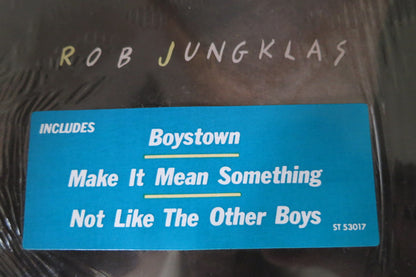 ROB JUNGKLAS
INCLUDES
Boystown
Make It Mean Something
Not Like The Other Boys
ST 53017